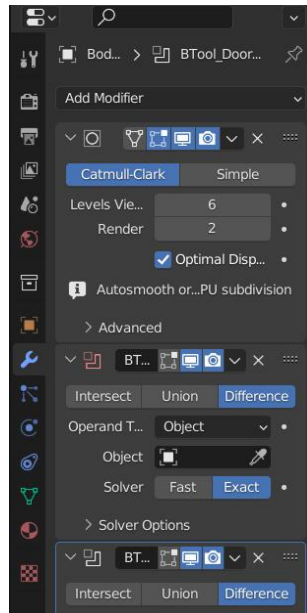 Bod... > BTool_Door...
Add Modifier
Catmull-Clark Simple
Levels Vie... 6
Render 2
Optimal Disp...
Autosmooth or...PU subdivision
> Advanced
BT...
Intersect Union Difference
Operand T... Object
Object
Solver Fast Exact
> Solver Options
BT...
Intersect Union Difference